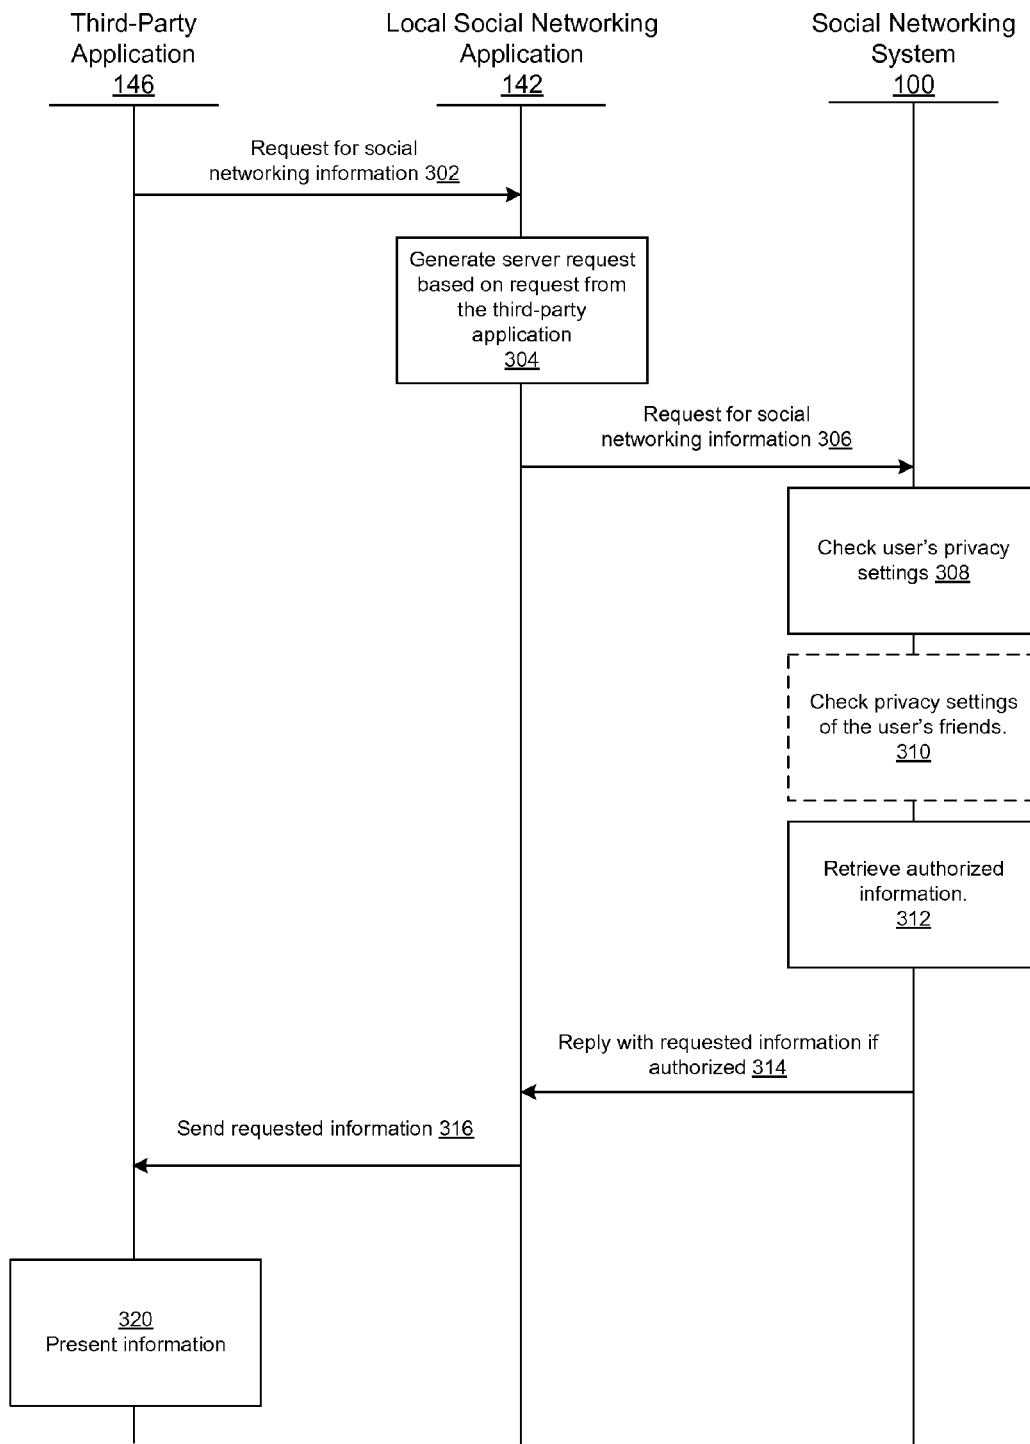 Third-Party
Application
146
Local Social Networking
Application
142
Social Networking
System
100
Request for social
networking information 302
Generate server request
based on request from
the third-party
application
304
Request for social
networking information 306
Check user's privacy
settings 308
Check privacy settings
of the user's friends.
310
Retrieve authorized
information.
312
Reply with requested information if
authorized 314
Send requested information 316
320
Present information